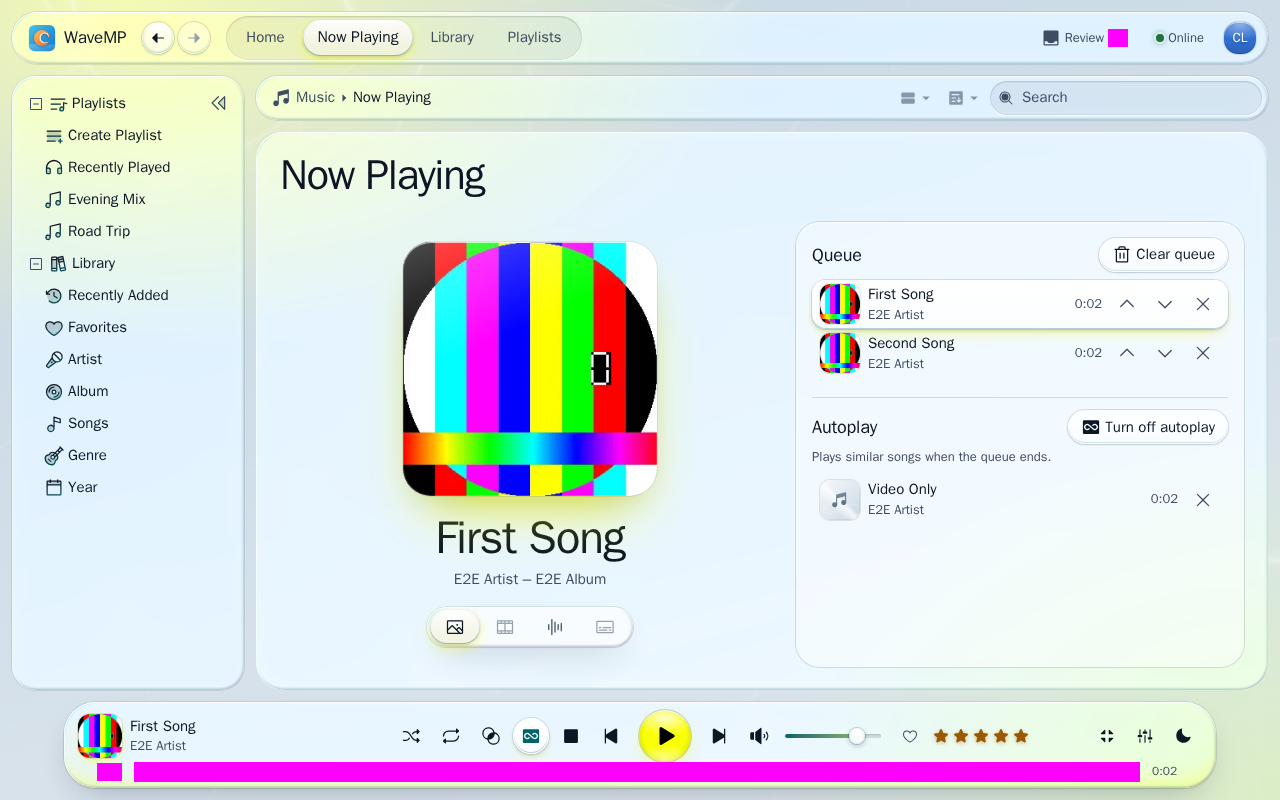 WaveMP
Home
Now Playing
Library
Playlists
Review
Online
CL
Playlists
Create Playlist
Recently Played
Evening Mix
Road Trip
Library
Recently Added
Favorites
Artist
Album
Songs
Genre
Year
Music
Now Playing
Search
Now Playing
First Song
E2E Artist – E2E Album
Queue
Clear queue
First Song
E2E Artist
0:02
Second Song
E2E Artist
0:02
Autoplay
Turn off autoplay
Plays similar songs when the queue ends.
Video Only
E2E Artist
0:02
First Song
E2E Artist
0:02